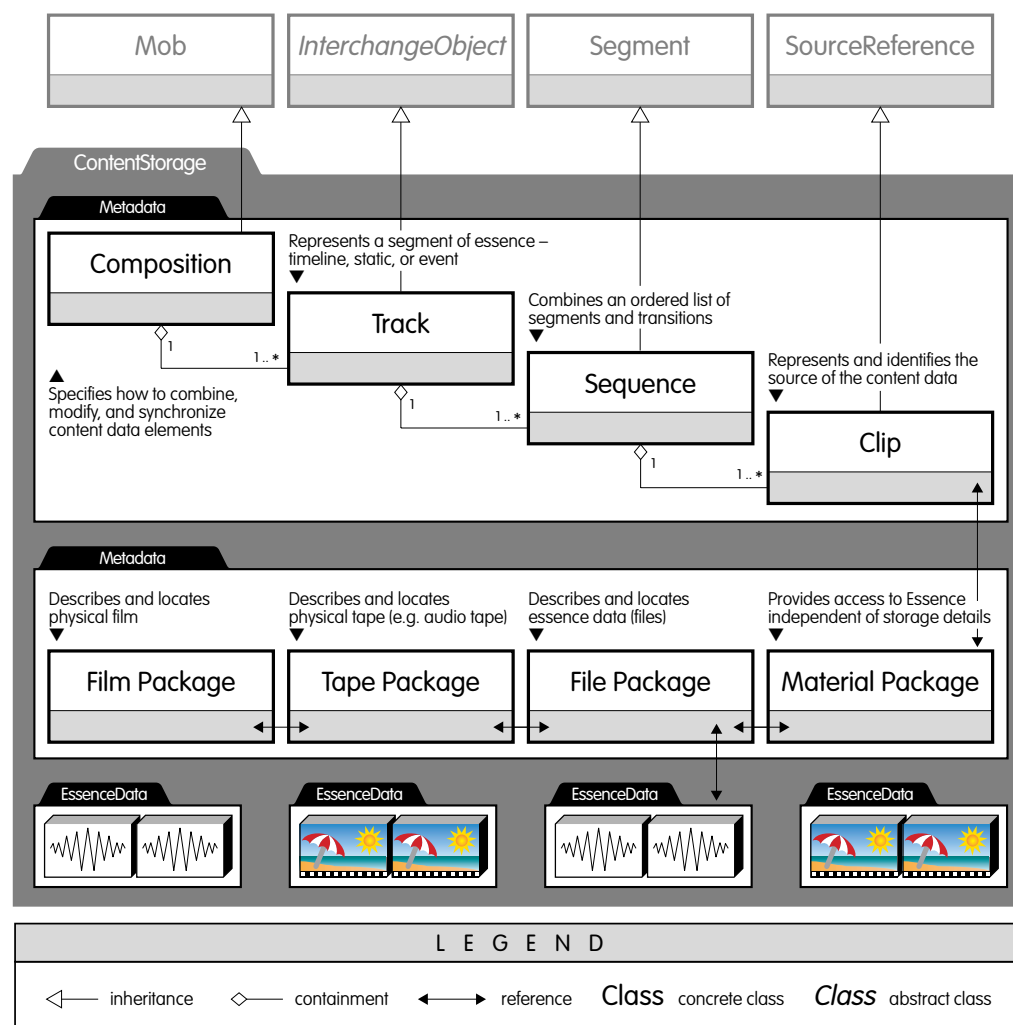 Mob
InterchangeObject
Segment
SourceReference
ContentStorage
Metadata
Composition
Represents a segment of essence –
timeline, static, or event
Track
Combines an ordered list of
segments and transitions
Sequence
Represents and identifies the
source of the content data
Clip
1
1 .. *
1
1 .. *
1
1 .. *
Specifies how to combine,
modify, and synchronize
content data elements
Metadata
Describes and locates
physical film
Describes and locates
physical tape (e.g. audio tape)
Describes and locates
essence data (files)
Provides access to Essence
independent of storage details
Film Package
Tape Package
File Package
Material Package
EssenceData
EssenceData
EssenceData
EssenceData
LEGEND
inheritance
containment
reference
Class concrete class
Class abstract class